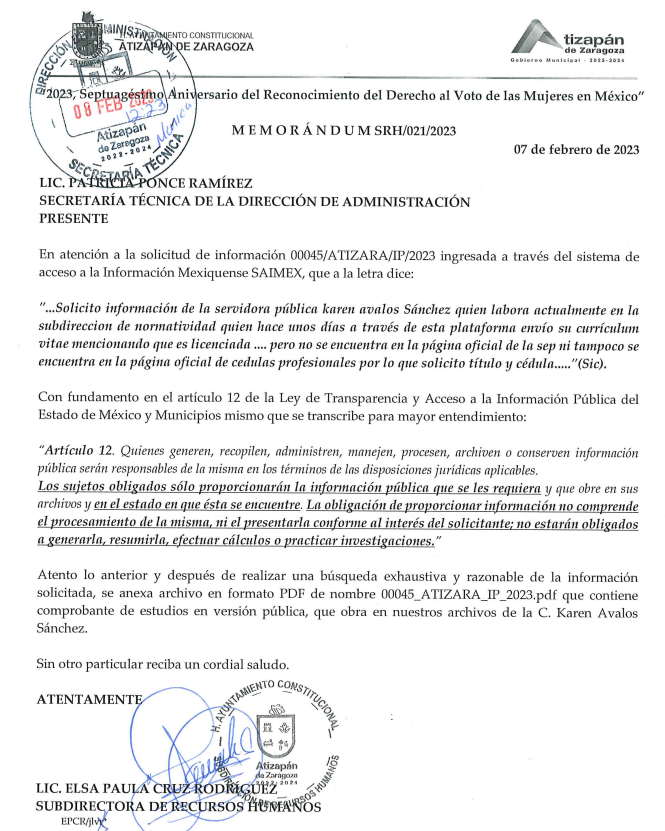 H. AYUNTAMIENTO CONSTITUCIONAL
ATIZAPÁN DE ZARAGOZA
Atizapán
de Zaragoza
Gobierno Municipal - 2022-2024
DIRECCIÓN ADMINISTRACIÓN
08 FEB 2023
12:23
Mónica
Atizapán
de Zaragoza
2022-2024
SECRETARÍA TÉCNICA
"2023, Septuagésimo Aniversario del Reconocimiento del Derecho al Voto de las Mujeres en México"
M E M O R Á N D U M SRH/021/2023
07 de febrero de 2023
LIC. PATRICIA PONCE RAMÍREZ
SECRETARÍA TÉCNICA DE LA DIRECCIÓN DE ADMINISTRACIÓN
PRESENTE
En atención a la solicitud de información 00045/ATIZARA/IP/2023 ingresada a través del sistema de
acceso a la Información Mexiquense SAIMEX, que a la letra dice:
"...Solicito información de la servidora pública karen avalos Sánchez quien labora actualmente en la
subdireccion de normatividad quien hace unos días a través de esta plataforma envío su currículum
vitae mencionando que es licenciada .... pero no se encuentra en la página oficial de la sep ni tampoco se
encuentra en la página oficial de cedulas profesionales por lo que solicito título y cédula....."(Sic).
Con fundamento en el artículo 12 de la Ley de Transparencia y Acceso a la Información Pública del
Estado de México y Municipios mismo que se transcribe para mayor entendimiento:
"Artículo 12. Quienes generen, recopilen, administren, manejen, procesen, archiven o conserven información
pública serán responsables de la misma en los términos de las disposiciones jurídicas aplicables.
Los sujetos obligados sólo proporcionarán la información pública que se les requiera y que obre en sus
archivos y en el estado en que ésta se encuentre. La obligación de proporcionar información no comprende
el procesamiento de la misma, ni el presentarla conforme al interés del solicitante; no estarán obligados
a generarla, resumirla, efectuar cálculos o practicar investigaciones."
Atento lo anterior y después de realizar una búsqueda exhaustiva y razonable de la información
solicitada, se anexa archivo en formato PDF de nombre 00045_ATIZARA_IP_2023.pdf que contiene
comprobante de estudios en versión pública, que obra en nuestros archivos de la C. Karen Avalos
Sánchez.
Sin otro particular reciba un cordial saludo.
ATENTAMENTE
H. AYUNTAMIENTO CONSTITUCIONAL
Atizapán
de Zaragoza
2022-2024
SUBDIRECCIÓN DE RECURSOS HUMANOS
LIC. ELSA PAULA CRUZ RODRÍGUEZ
SUBDIRECTORA DE RECURSOS HUMANOS
EPCR/jlvr*